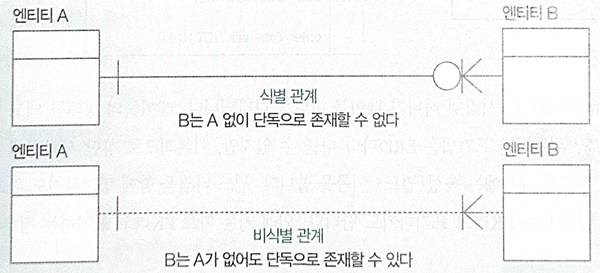 엔티티 A
엔티티 B
식별 관계
B는 A 없이 단독으로 존재할 수 없다
엔티티 A
엔티티 B
비식별 관계
B는 A가 없어도 단독으로 존재할 수 있다